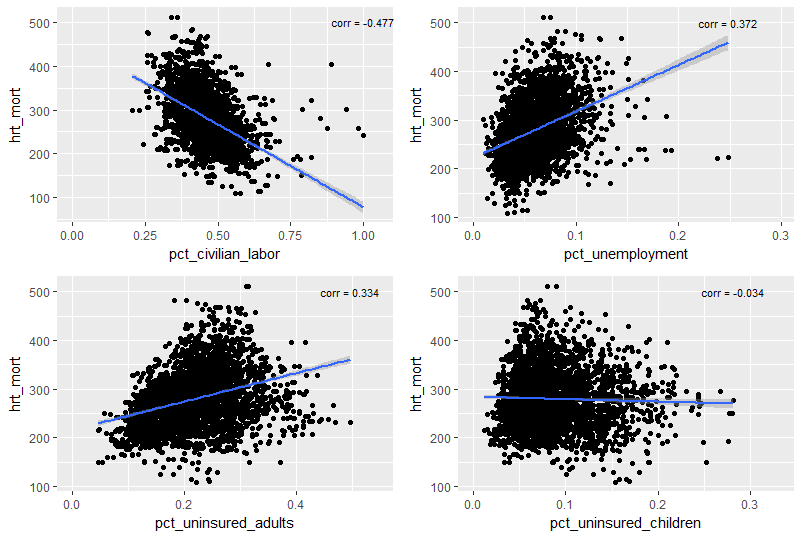 corr = -0.477
hrt_mort
500
400
300
200
100
0.00 0.25 0.50 0.75 1.00
pct_civilian_labor
corr = 0.372
hrt_mort
500
400
300
200
100
0.0 0.1 0.2 0.3
pct_unemployment
corr = 0.334
hrt_mort
500
400
300
200
100
0.0 0.2 0.4
pct_uninsured_adults
corr = -0.034
hrt_mort
500
400
300
200
100
0.0 0.1 0.2 0.3
pct_uninsured_children